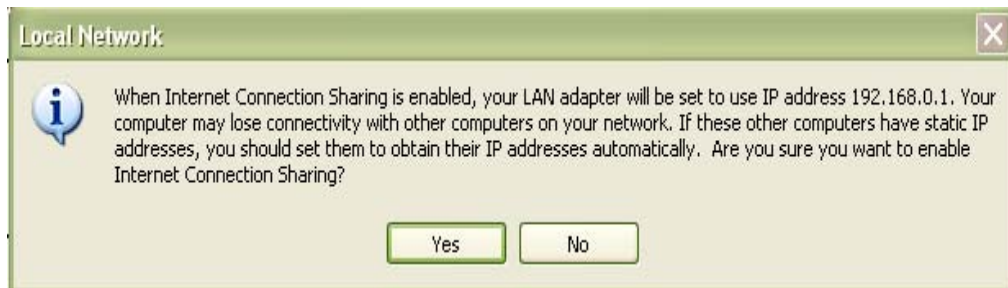 Local Network
When Internet Connection Sharing is enabled, your LAN adapter will be set to use IP address 192.168.0.1. Your
computer may lose connectivity with other computers on your network. If these other computers have static IP
addresses, you should set them to obtain their IP addresses automatically.  Are you sure you want to enable
Internet Connection Sharing?
Yes No